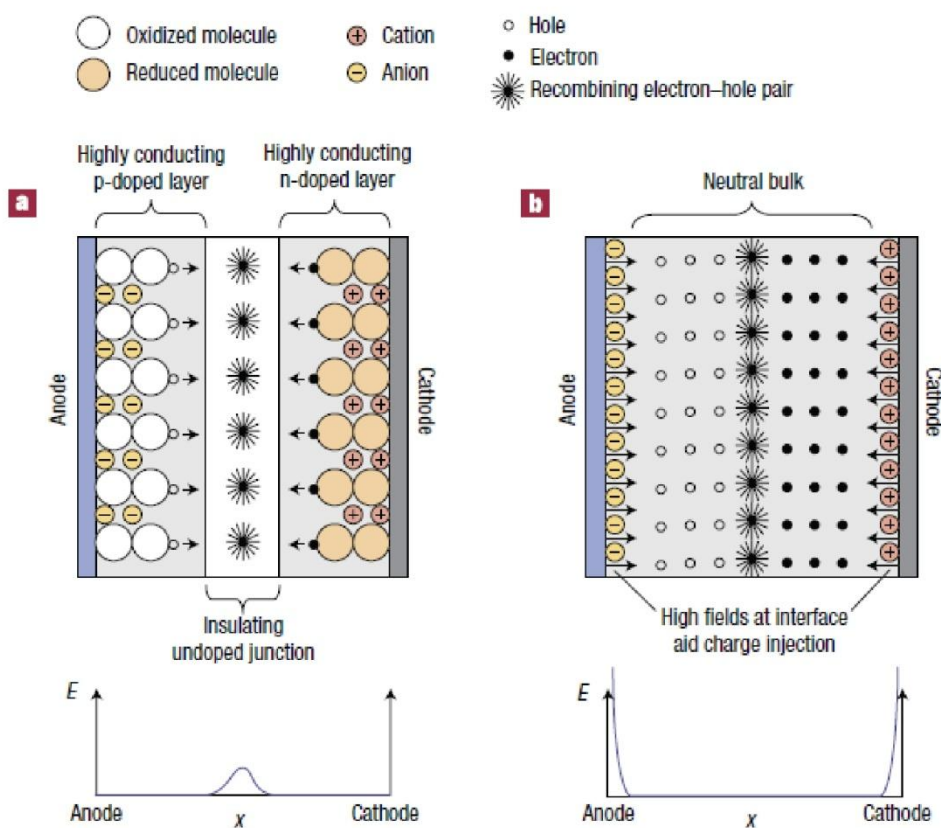 Oxidized molecule
Reduced molecule
+ Cation
− Anion
Hole
Electron
Recombining electron–hole pair
a
Highly conducting
p-doped layer
Highly conducting
n-doped layer
Anode
Cathode
Insulating
undoped junction
E
Anode
x
Cathode
b
Neutral bulk
Anode
Cathode
High fields at interface
aid charge injection
E
Anode
x
Cathode